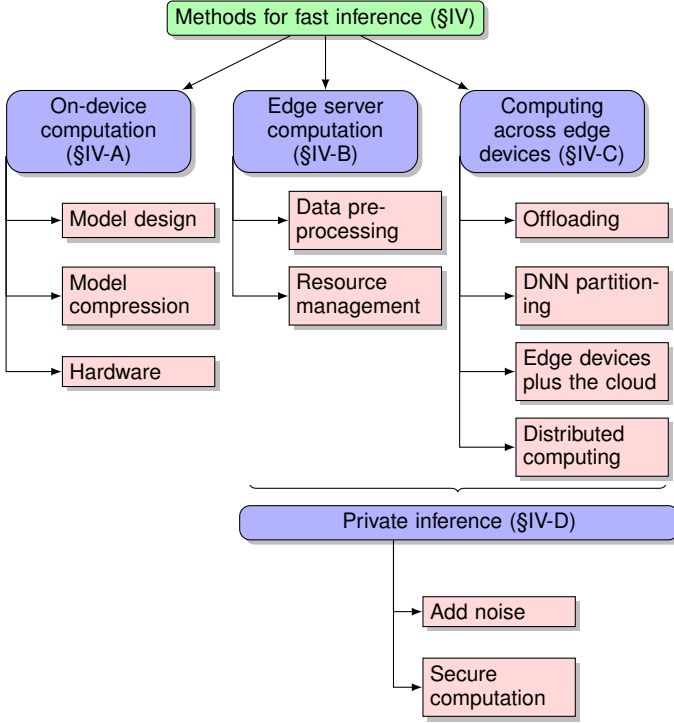 Methods for fast inference (§IV)
On-device
computation
(§IV-A)
Edge server
computation
(§IV-B)
Computing
across edge
devices (§IV-C)
Model design
Model
compression
Hardware
Data pre-
processing
Resource
management
Offloading
DNN partition-
ing
Edge devices
plus the cloud
Distributed
computing
Private inference (§IV-D)
Add noise
Secure
computation